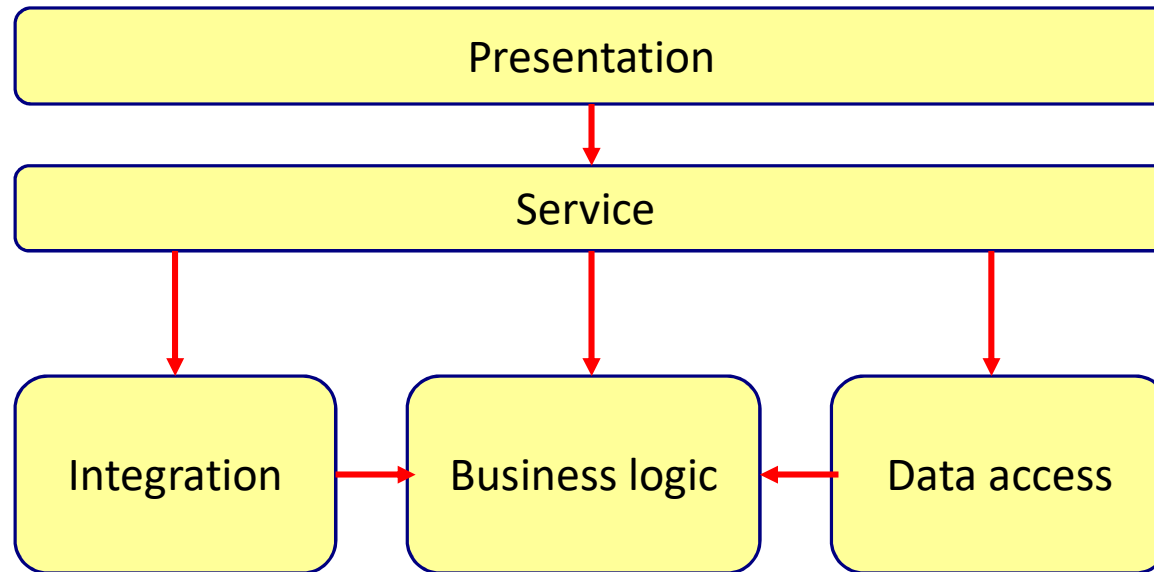 Presentation
Service
Integration
Business logic
Data access